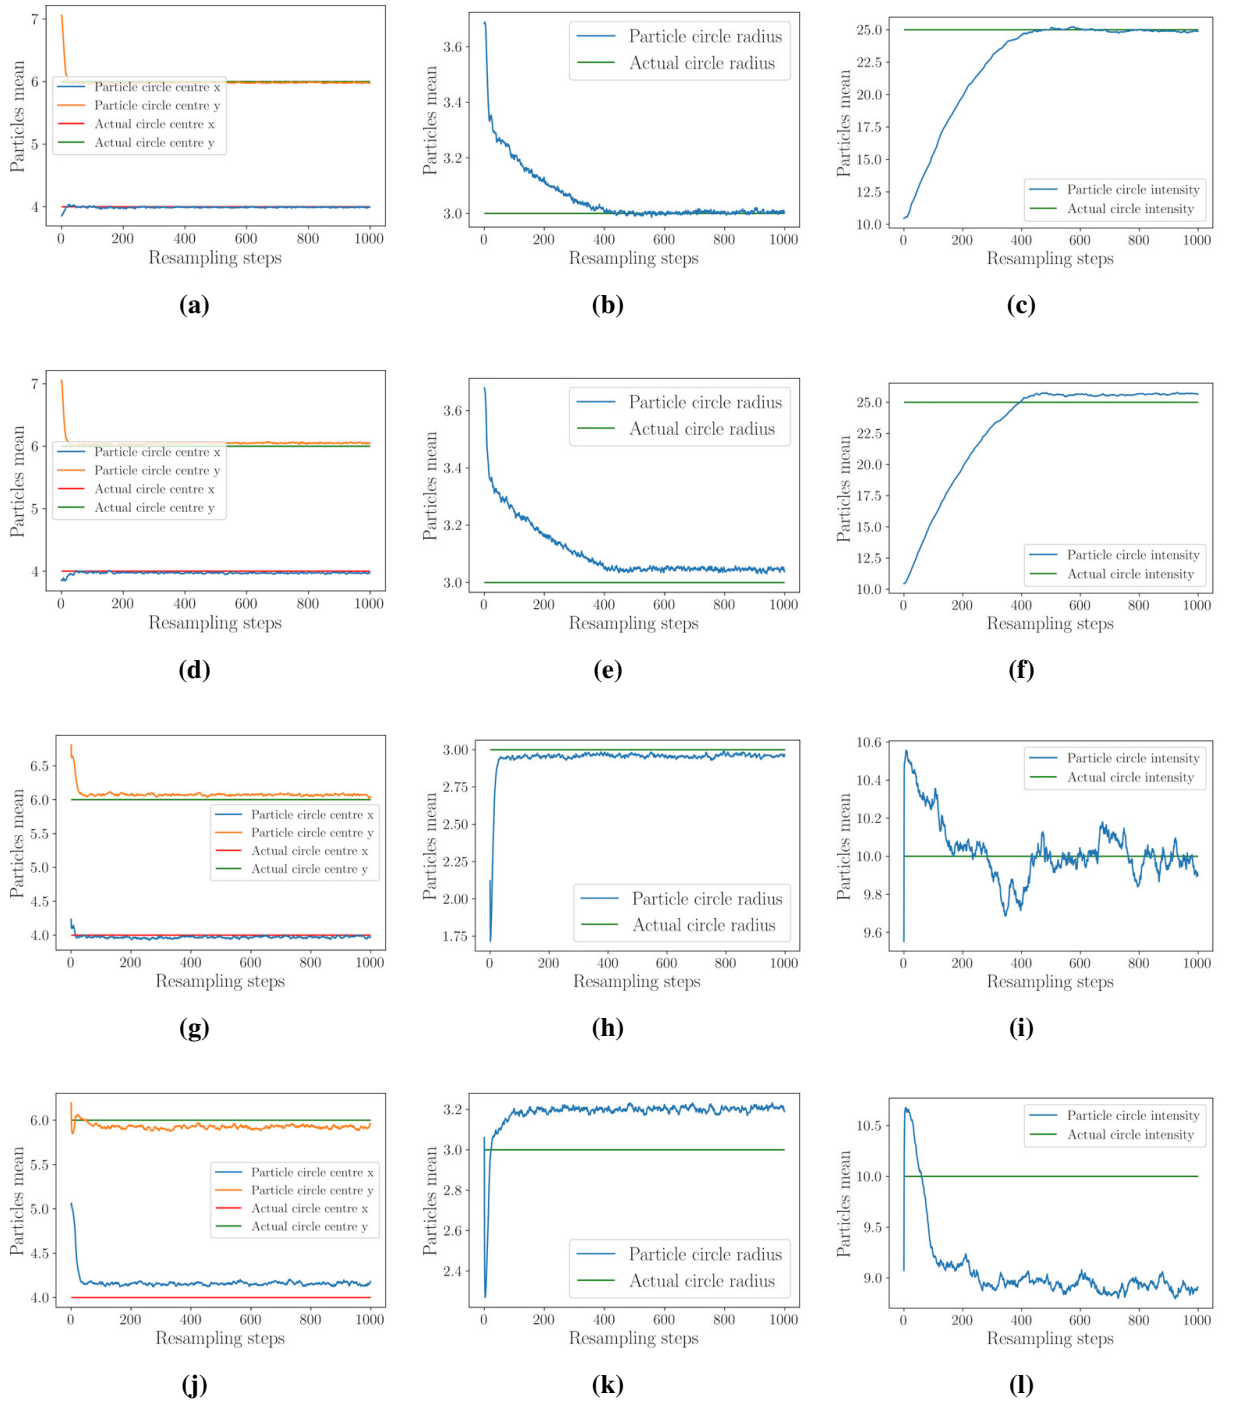 7
6
5
4
Particles mean
Particle circle centre x
Particle circle centre y
Actual circle centre x
Actual circle centre y
0 200 400 600 800 1000
Resampling steps
(a)
3.6
3.4
3.2
3.0
Particles mean
Particle circle radius
Actual circle radius
0 200 400 600 800 1000
Resampling steps
(b)
25.0
22.5
20.0
17.5
15.0
12.5
10.0
Particles mean
Particle circle intensity
Actual circle intensity
0 200 400 600 800 1000
Resampling steps
(c)
7
6
5
4
Particles mean
Particle circle centre x
Particle circle centre y
Actual circle centre x
Actual circle centre y
0 200 400 600 800 1000
Resampling steps
(d)
3.6
3.4
3.2
3.0
Particles mean
Particle circle radius
Actual circle radius
0 200 400 600 800 1000
Resampling steps
(e)
25.0
22.5
20.0
17.5
15.0
12.5
10.0
Particles mean
Particle circle intensity
Actual circle intensity
0 200 400 600 800 1000
Resampling steps
(f)
6.5
6.0
5.5
5.0
4.5
4.0
Particles mean
Particle circle centre x
Particle circle centre y
Actual circle centre x
Actual circle centre y
0 200 400 600 800 1000
Resampling steps
(g)
3.00
2.75
2.50
2.25
2.00
1.75
Particles mean
Particle circle radius
Actual circle radius
0 200 400 600 800 1000
Resampling steps
(h)
10.6
10.4
10.2
10.0
9.8
9.6
Particles mean
Particle circle intensity
Actual circle intensity
0 200 400 600 800 1000
Resampling steps
(i)
6.0
5.5
5.0
4.5
4.0
Particles mean
Particle circle centre x
Particle circle centre y
Actual circle centre x
Actual circle centre y
0 200 400 600 800 1000
Resampling steps
(j)
3.2
3.0
2.8
2.6
2.4
Particles mean
Particle circle radius
Actual circle radius
0 200 400 600 800 1000
Resampling steps
(k)
10.5
10.0
9.5
9.0
Particles mean
Particle circle intensity
Actual circle intensity
0 200 400 600 800 1000
Resampling steps
(l)